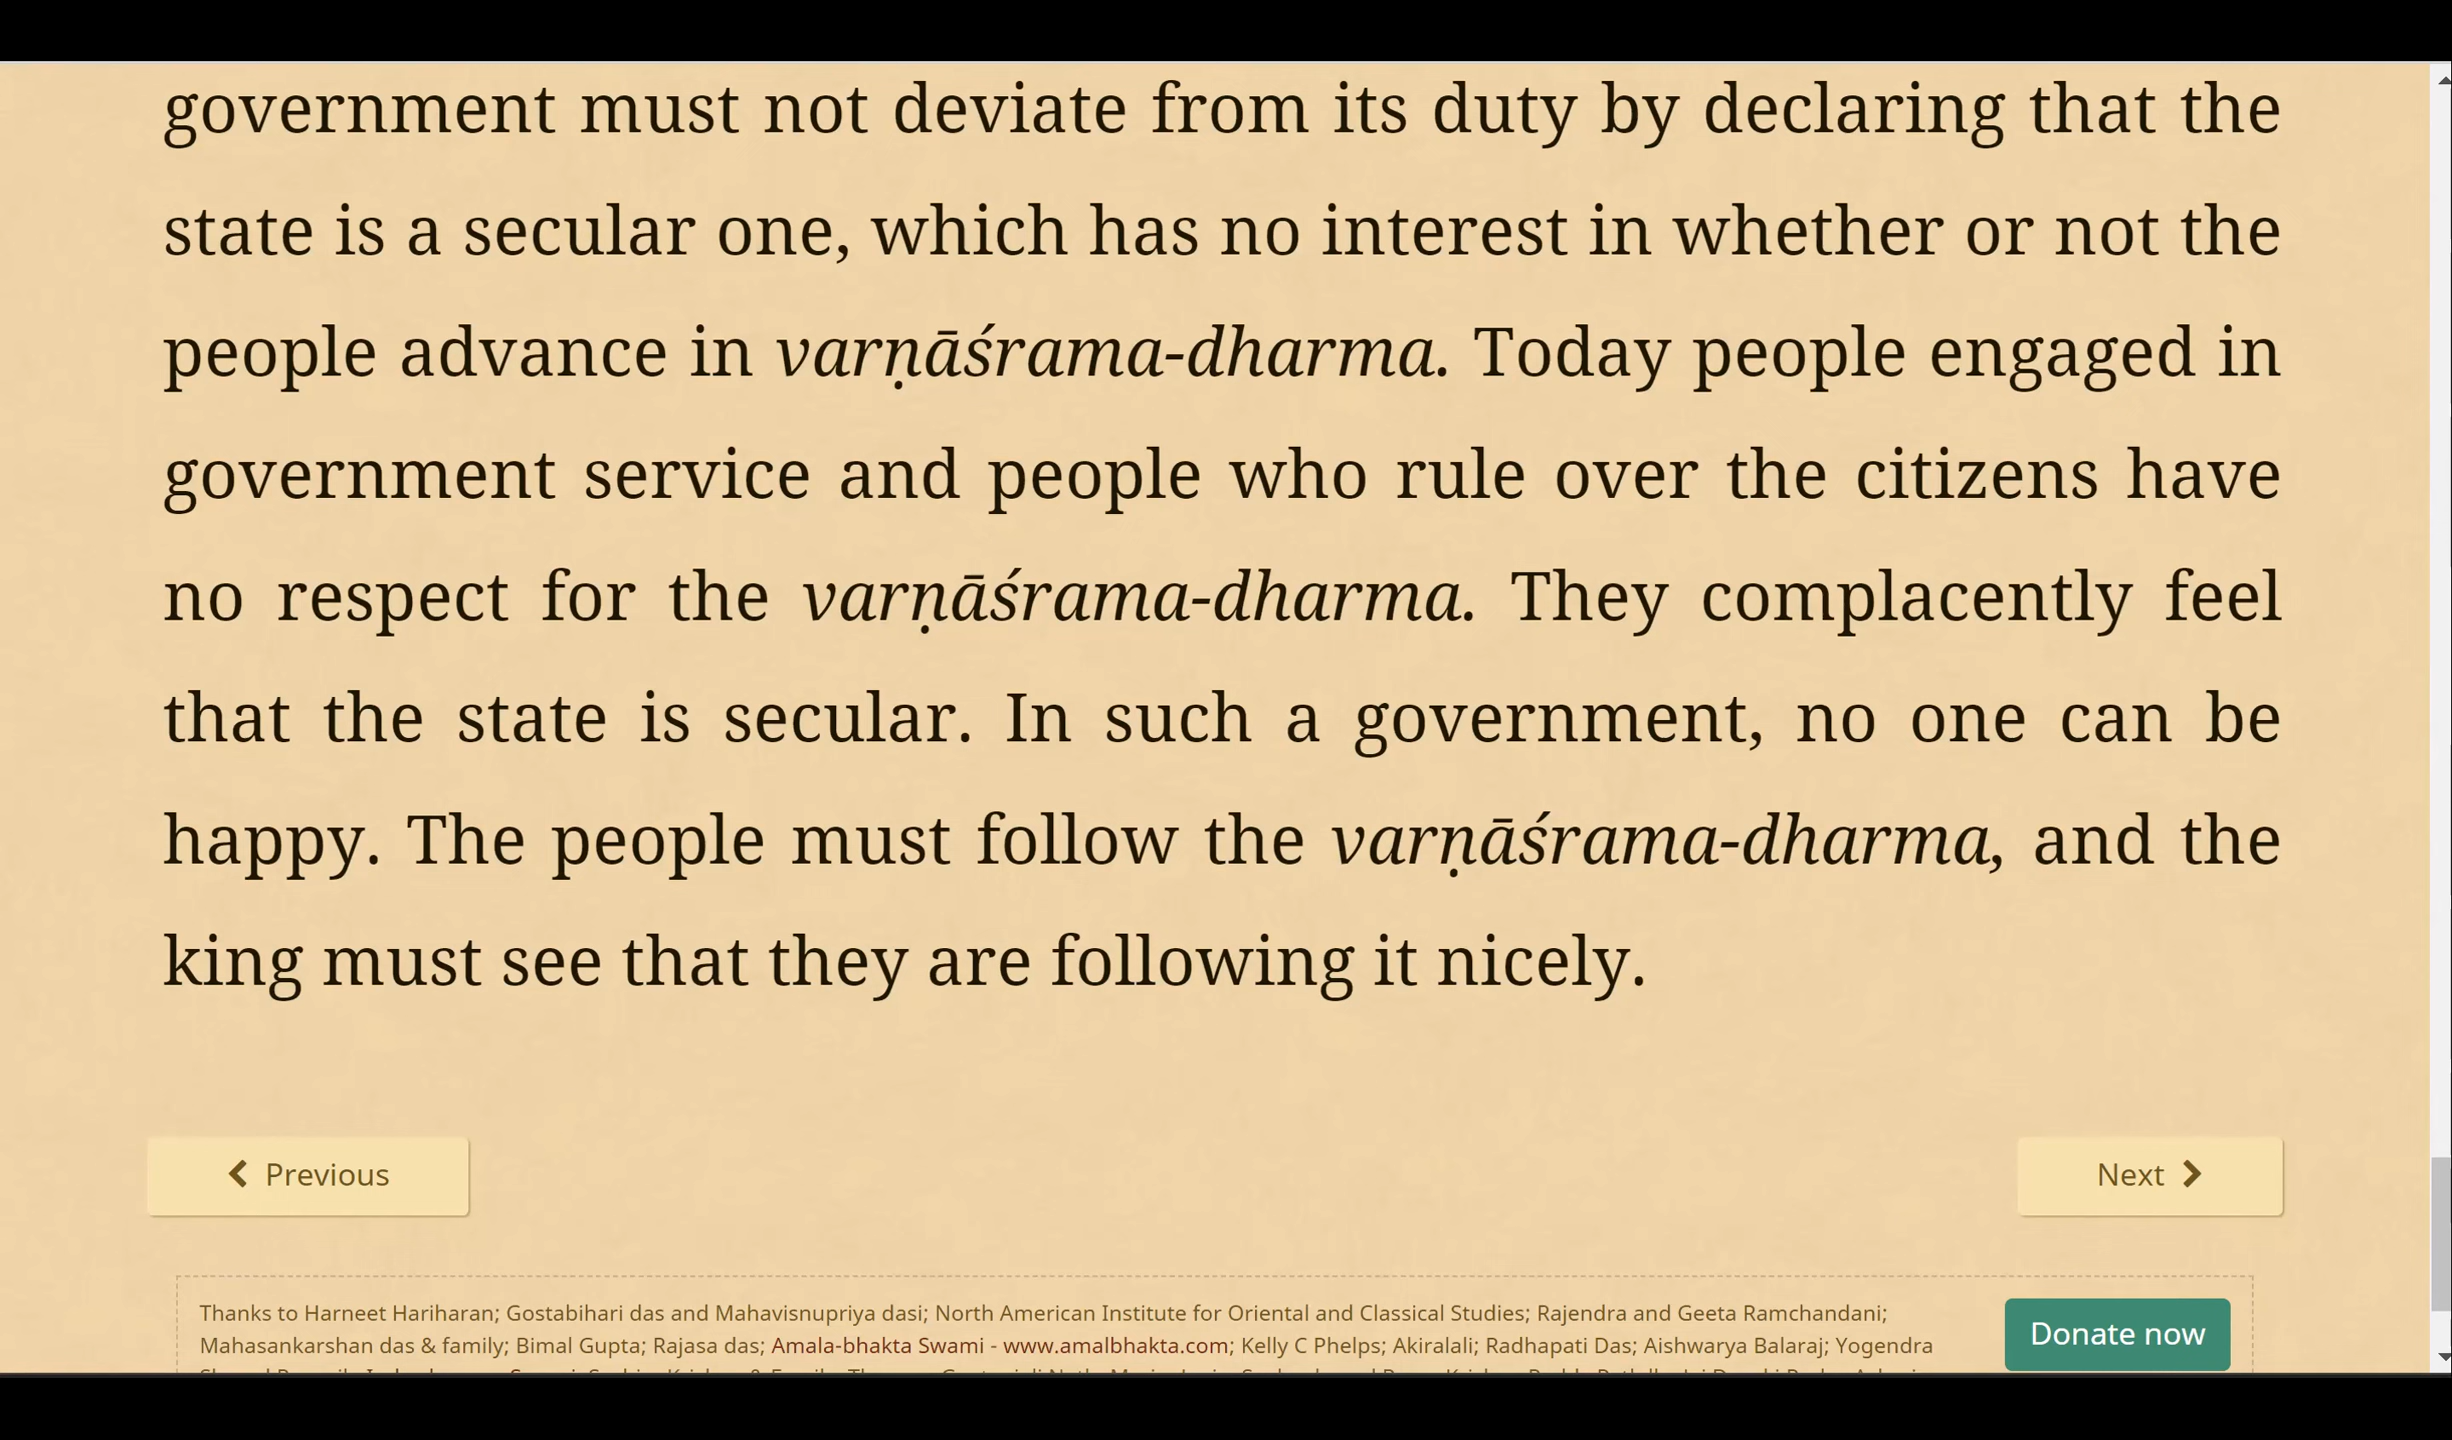 government must not deviate from its duty by declaring that the
state is a secular one, which has no interest in whether or not the
people advance in varṇāśrama-dharma. Today people engaged in
government service and people who rule over the citizens have
no respect for the varṇāśrama-dharma. They complacently feel
that the state is secular. In such a government, no one can be
happy. The people must follow the varṇāśrama-dharma, and the
king must see that they are following it nicely.
Previous
Next
Thanks to Harneet Hariharan; Gostabihari das and Mahavisnupriya dasi; North American Institute for Oriental and Classical Studies; Rajendra and Geeta Ramchandani;
Mahasankarshan das & family; Bimal Gupta; Rajasa das; Amala-bhakta Swami - www.amalbhakta.com; Kelly C Phelps; Akiralali; Radhapati Das; Aishwarya Balaraj; Yogendra
Donate now